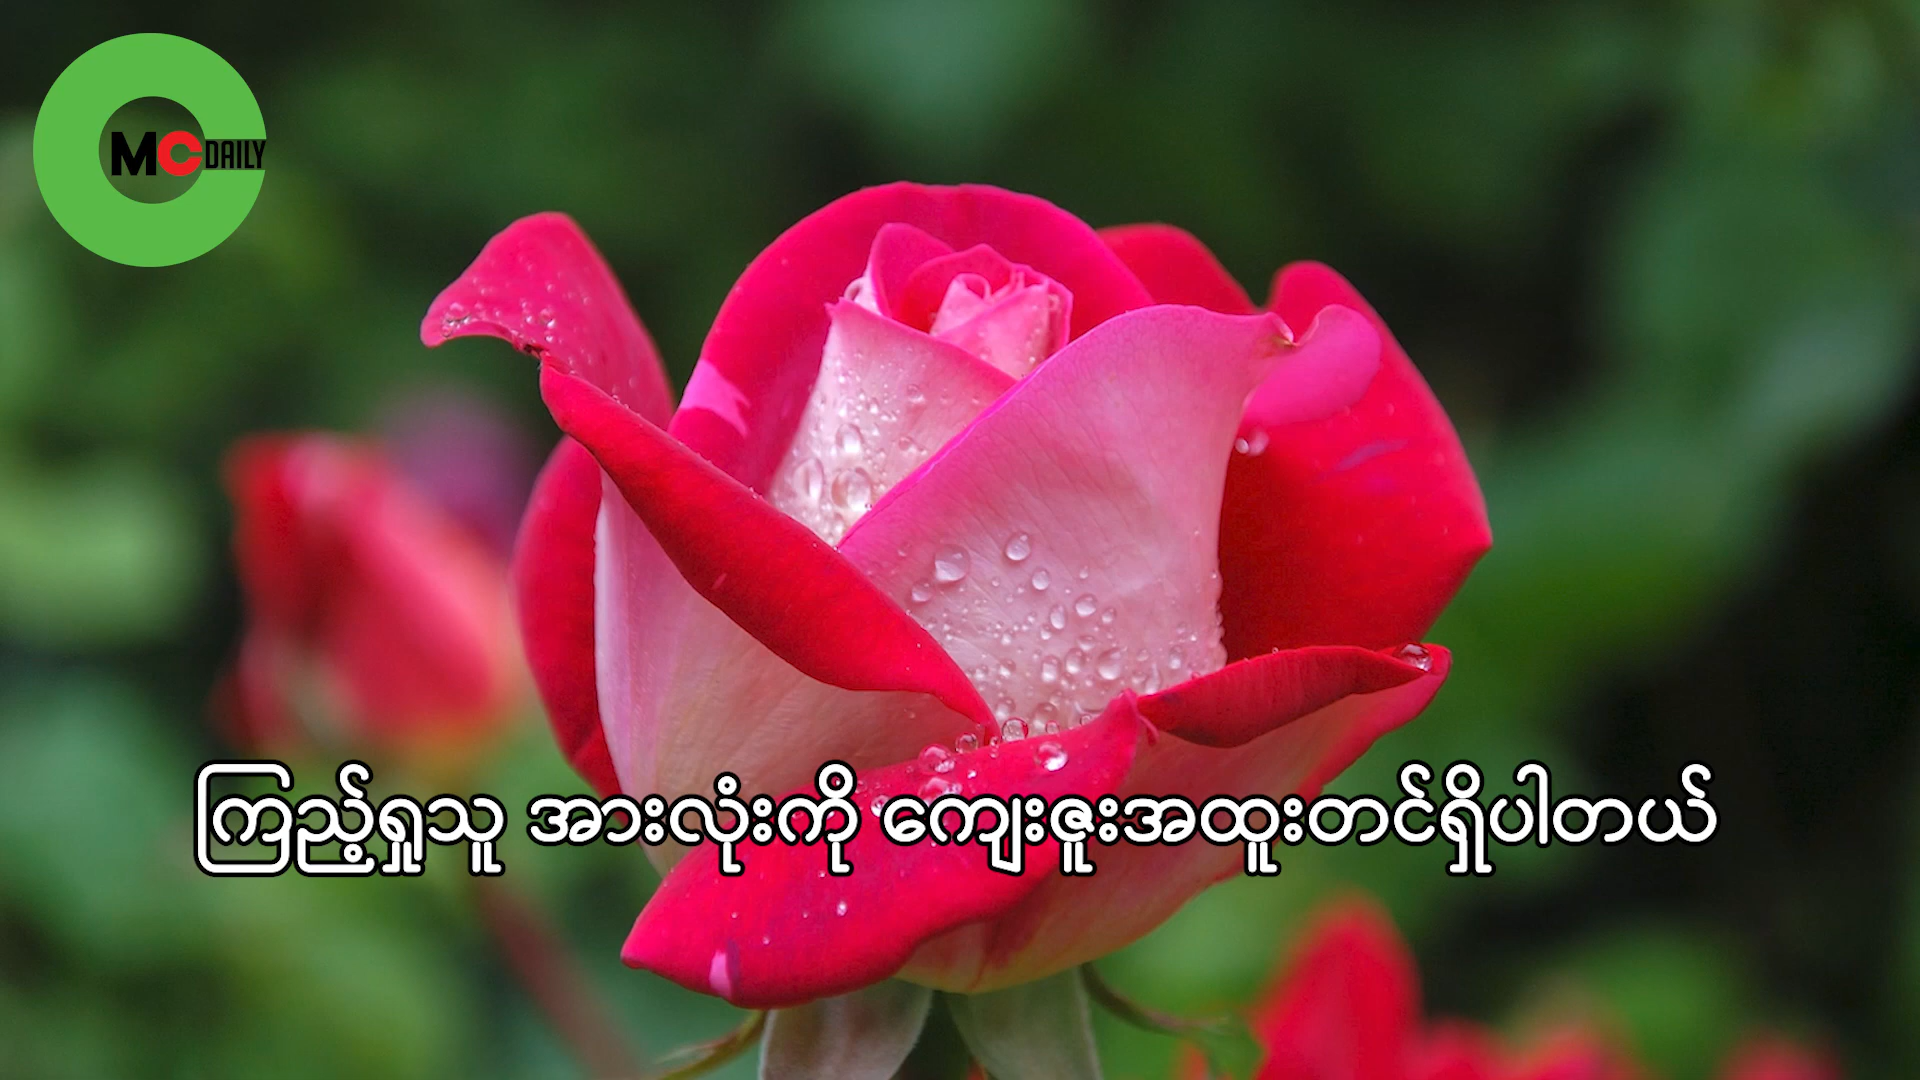 MC DAILY
ကြည့်ရှုသူ အားလုံးကို ကျေးဇူးအထူးတင်ရှိပါတယ်